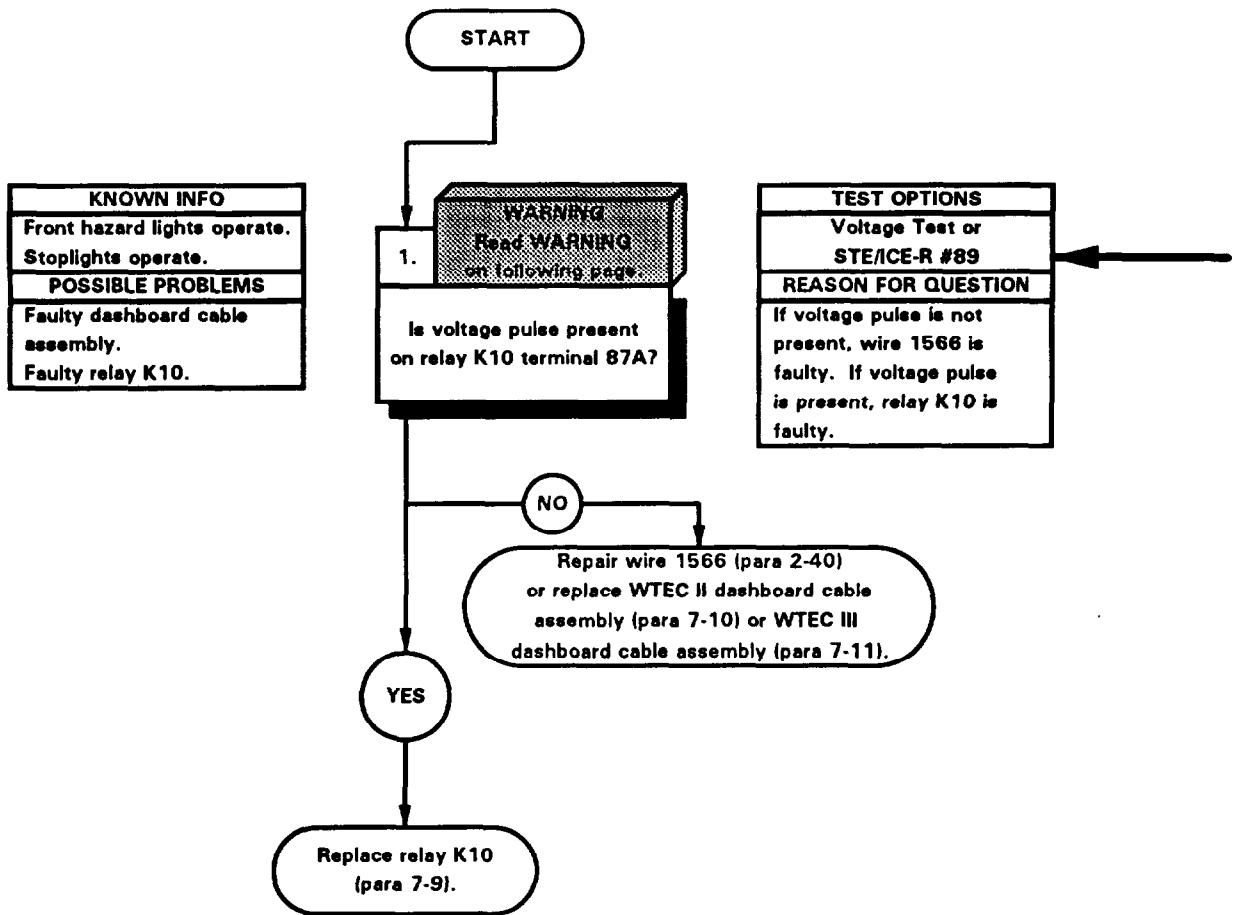 START
KNOWN INFO
Front hazard lights operate.
Stoplights operate.
POSSIBLE PROBLEMS
Faulty dashboard cable
assembly.
Faulty relay K10.
WARNING
Read WARNING
on following page.
1.
Is voltage pulse present
on relay K10 terminal 87A?
TEST OPTIONS
Voltage Test or
STE/ICE-R #89
REASON FOR QUESTION
If voltage pulse is not
present, wire 1566 is
faulty. If voltage pulse
is present, relay K10 is
faulty.
NO
Repair wire 1566 (para 2-40)
or replace WTEC II dashboard cable
assembly (para 7-10) or WTEC III
dashboard cable assembly (para 7-11).
YES
Replace relay K10
(para 7-9).